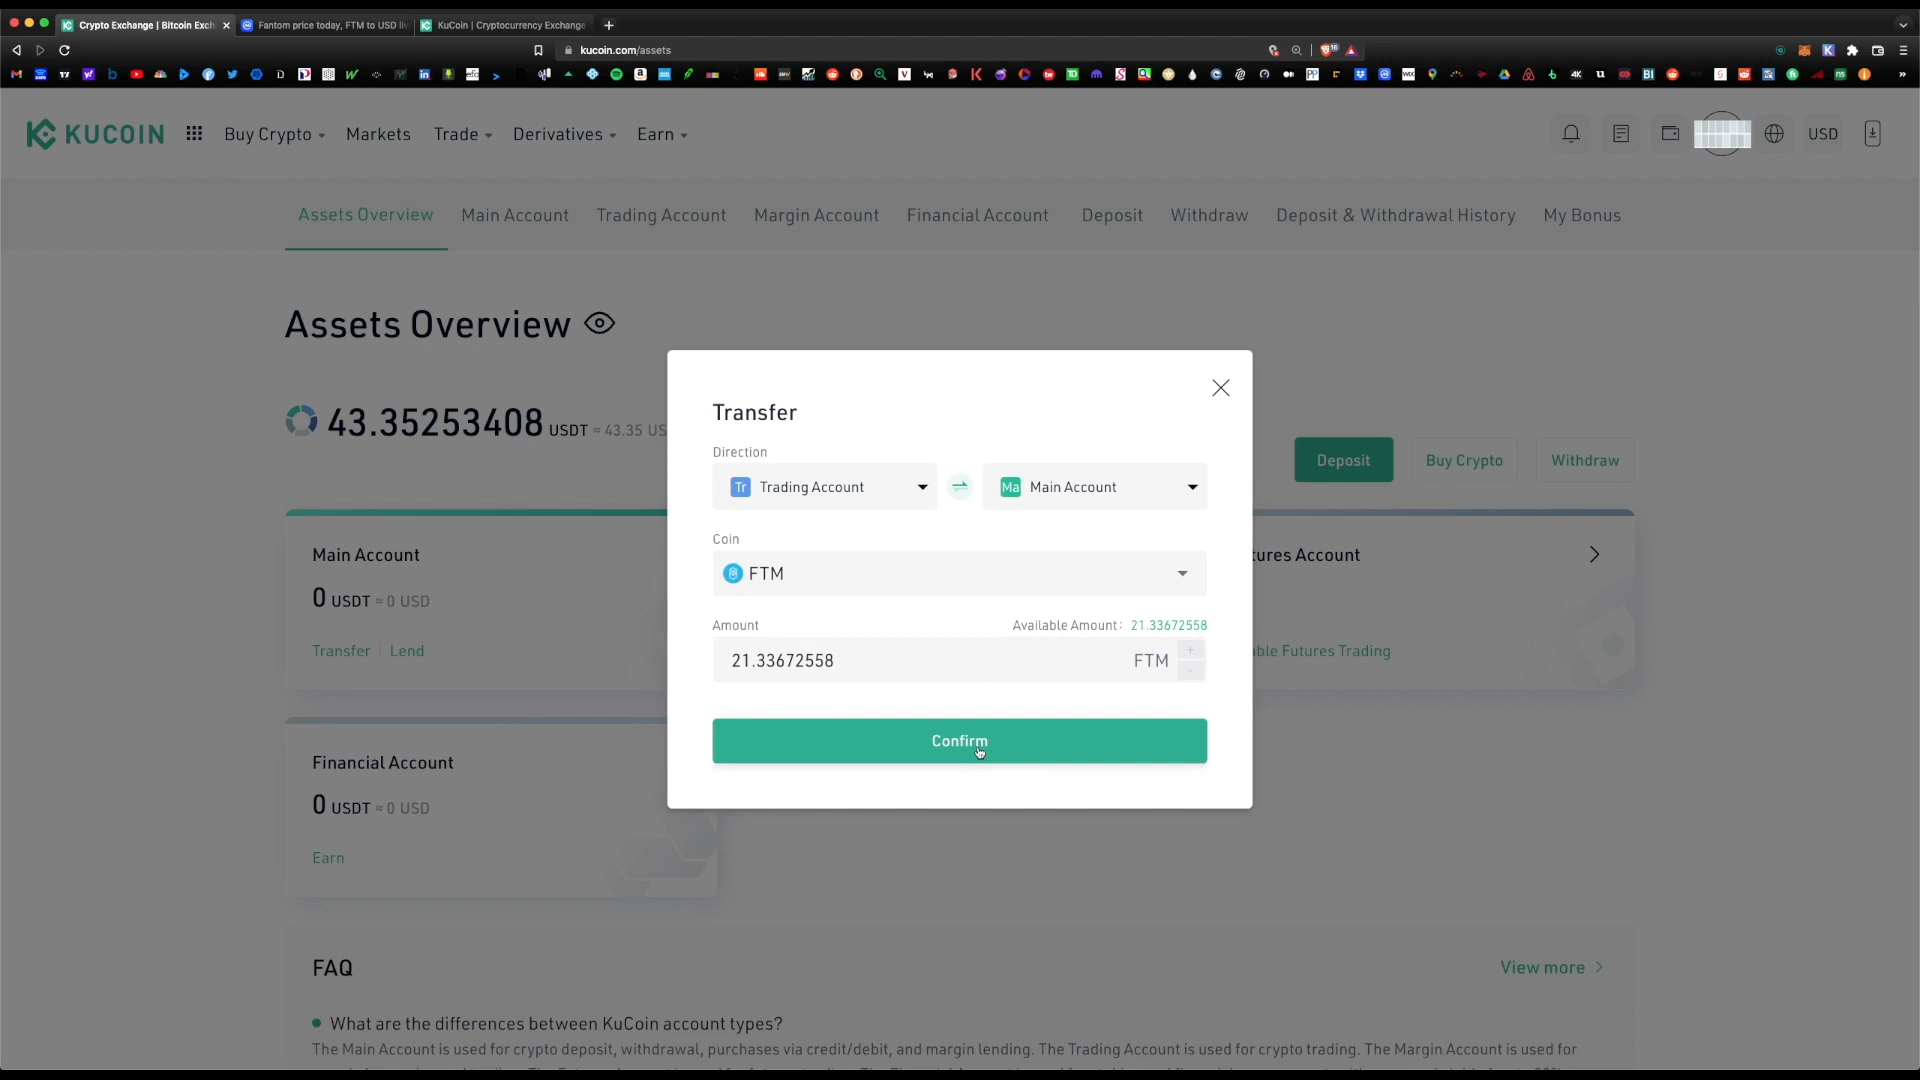 Crypto Exchange | Bitcoin Exch
Fantom price today, FTM to USD li
KuCoin | Cryptocurrency Exchange
kucoin.com/assets
KUCOIN
Buy Crypto
Markets
Trade
Derivatives
Earn
USD
Assets Overview
Main Account
Trading Account
Margin Account
Financial Account
Deposit
Withdraw
Deposit & Withdrawal History
My Bonus
Assets Overview
43.35253408 USDT ≈ 43.35 US
Deposit
Buy Crypto
Withdraw
Main Account
0 USDT ≈ 0 USD
Transfer
Lend
tures Account
ble Futures Trading
Financial Account
0 USDT ≈ 0 USD
Earn
Transfer
Direction
Tr Trading Account
Ma Main Account
Coin
FTM
Amount
Available Amount: 21.33672558
21.33672558
FTM
Confirm
FAQ
View more
What are the differences between KuCoin account types?
The Main Account is used for crypto deposit, withdrawal, purchases via credit/debit, and margin lending. The Trading Account is used for crypto trading. The Margin Account is used for